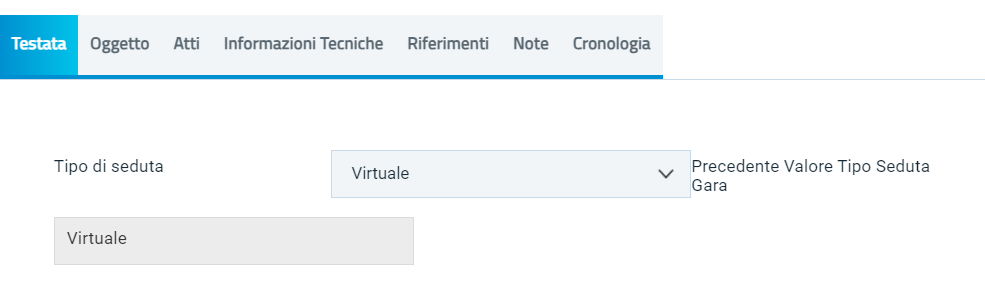 Testata Oggetto Atti Informazioni Tecniche Riferimenti Note Cronologia
Tipo di seduta
Virtuale
Precedente Valore Tipo Seduta
Gara
Virtuale